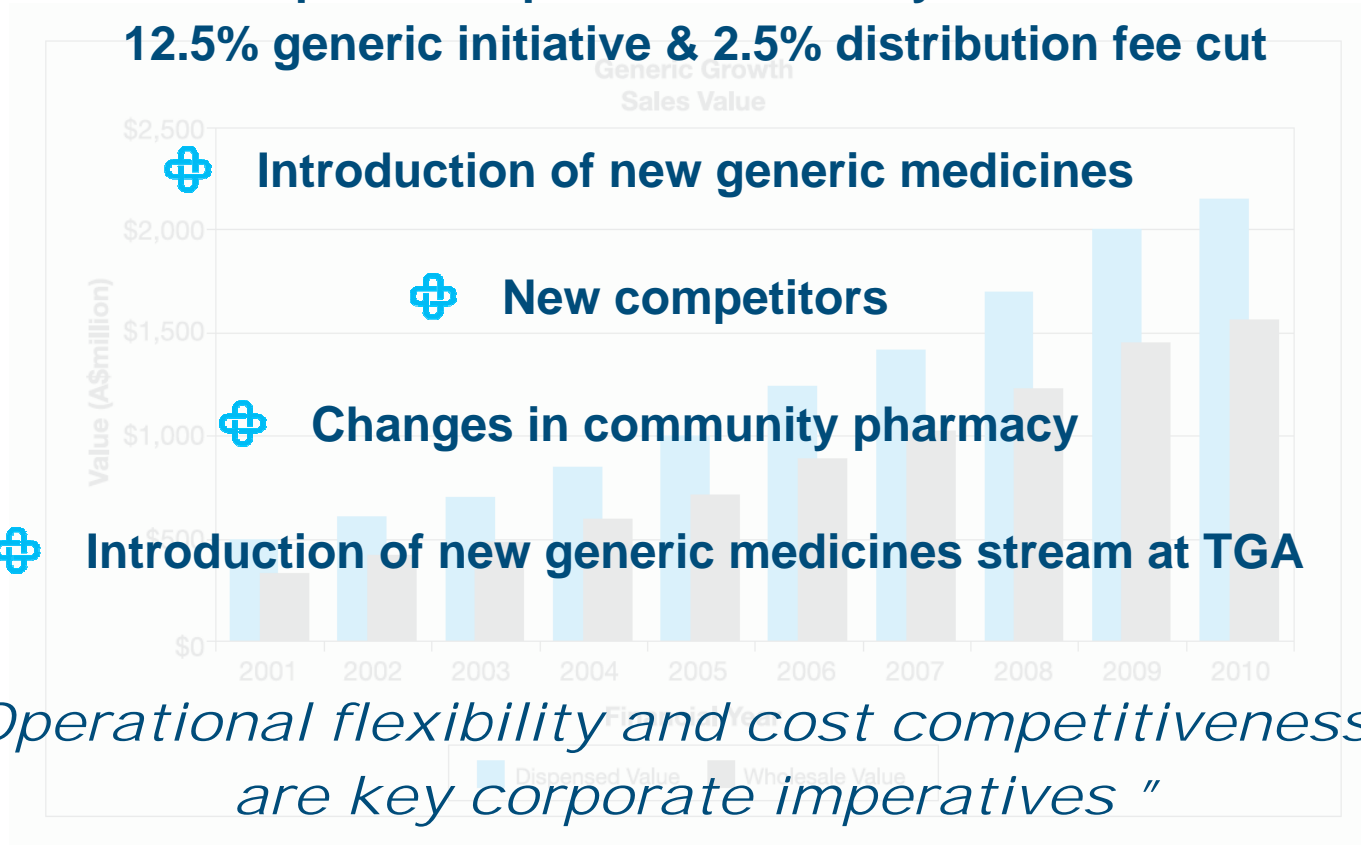 12.5% generic initiative & 2.5% distribution fee cut
Generic Growth
Sales Value
$2,500
Introduction of new generic medicines
$2,000
Value (A$million)
New competitors
$1,500
Changes in community pharmacy
$1,000
$500
Introduction of new generic medicines stream at TGA
$0
2001 2002 2003 2004 2005 2006 2007 2008 2009 2010
Operational flexibility and cost competitiveness
Financial Year
Dispensed Value Wholesale Value
are key corporate imperatives ”